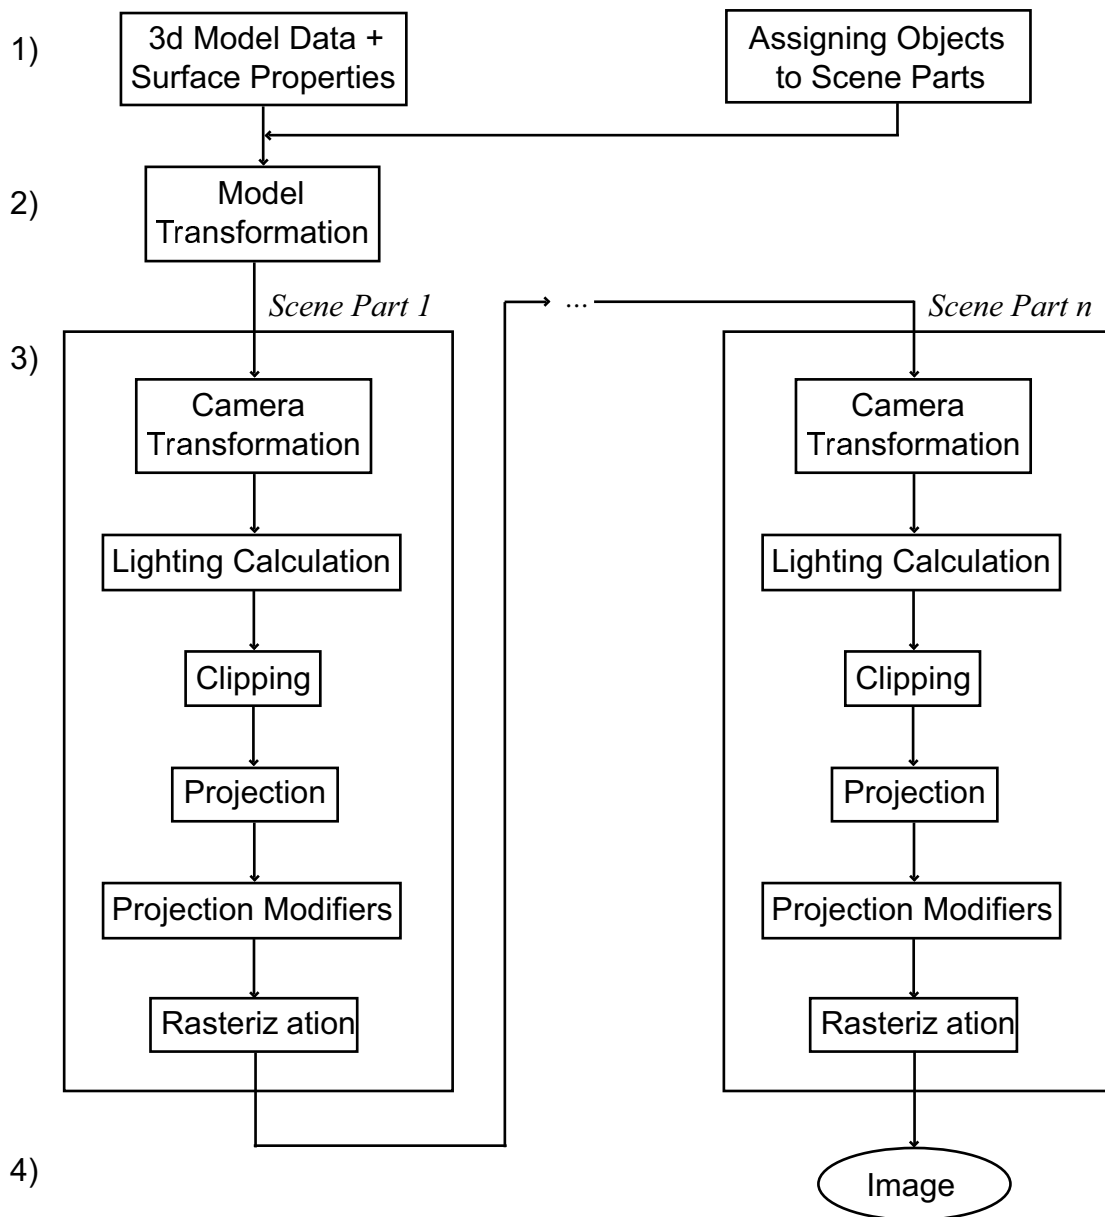 1)
3d Model Data +
Surface Properties
Assigning Objects
to Scene Parts
2)
Model
Transformation
Scene Part 1
...
Scene Part n
3)
Camera
Transformation
Lighting Calculation
Clipping
Projection
Projection Modifiers
Rasteriz ation
Camera
Transformation
Lighting Calculation
Clipping
Projection
Projection Modifiers
Rasteriz ation
4)
Image